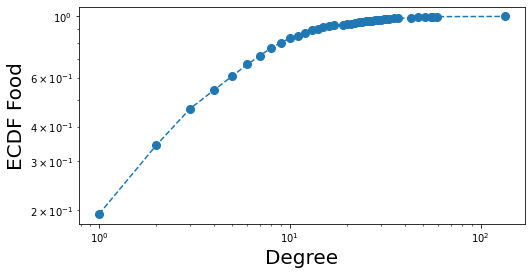 10⁰
6 × 10⁻¹
4 × 10⁻¹
3 × 10⁻¹
2 × 10⁻¹
ECDF Food
10⁰ 10¹ 10²
Degree